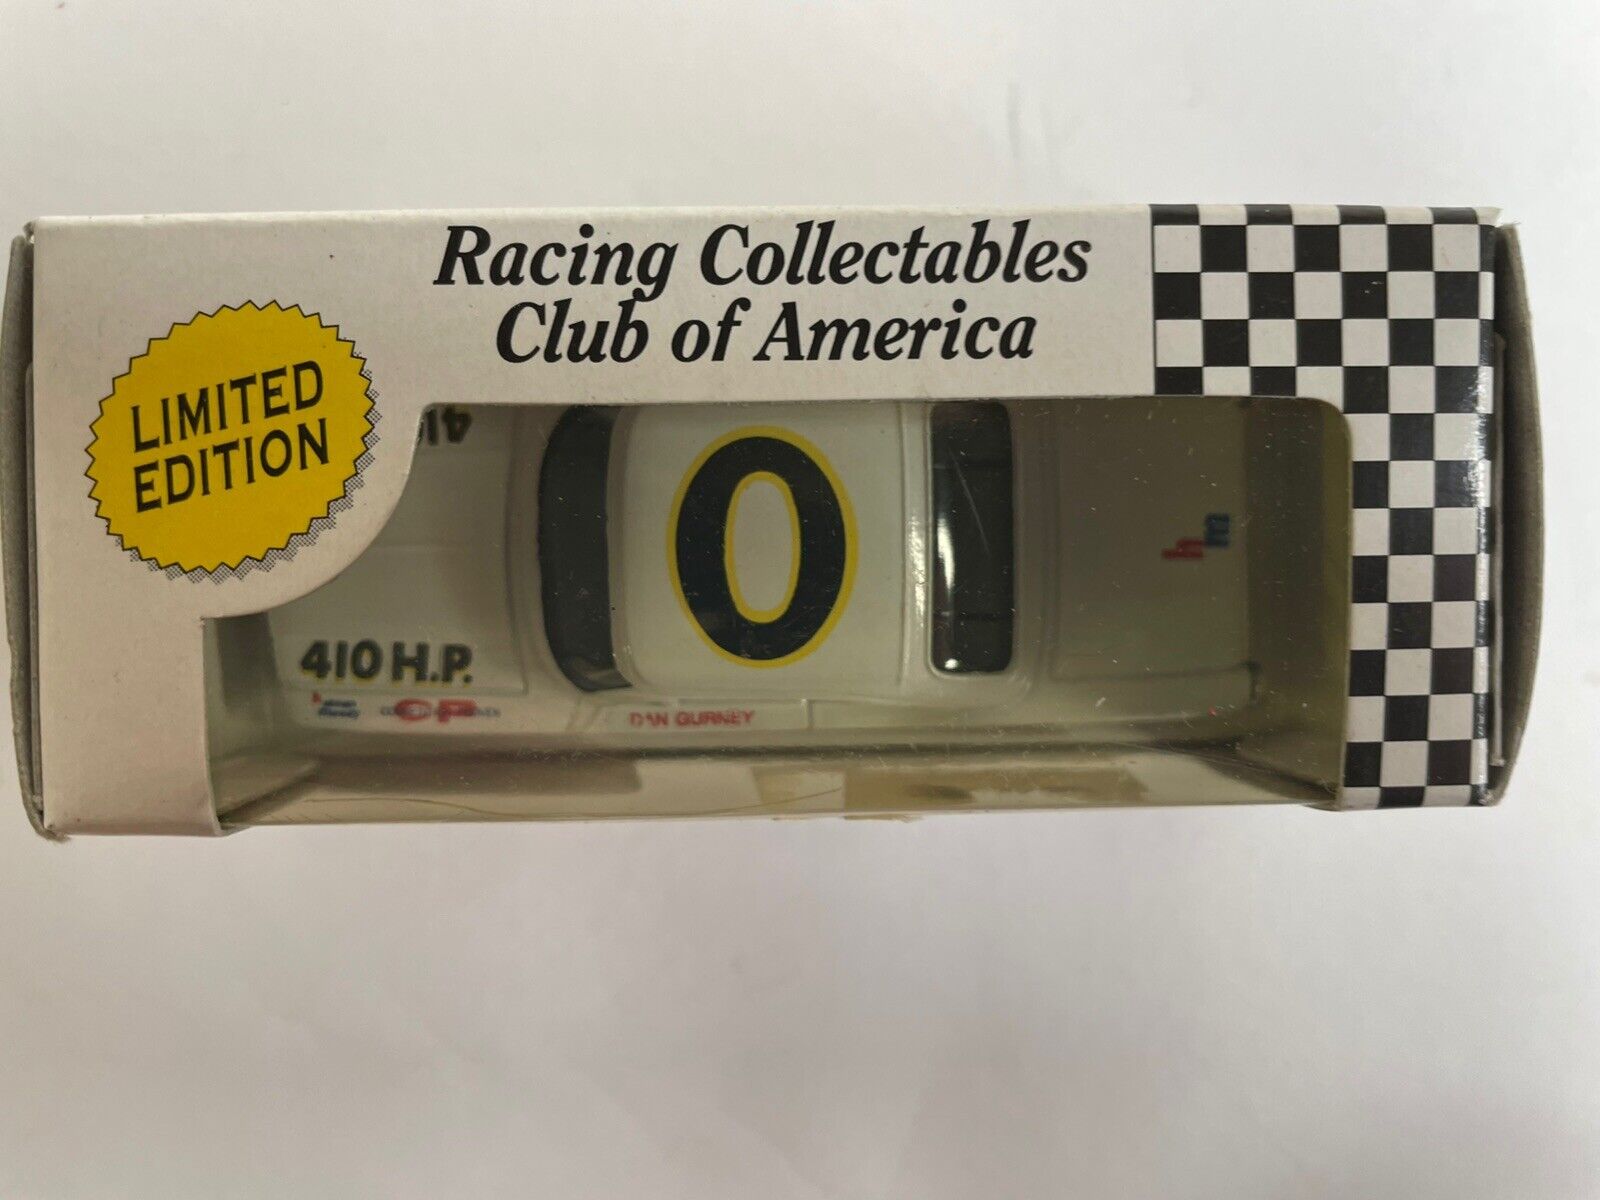 Racing Collectables
Club of America
LIMITED
EDITION
0
410 H.P.
DAN GURNEY